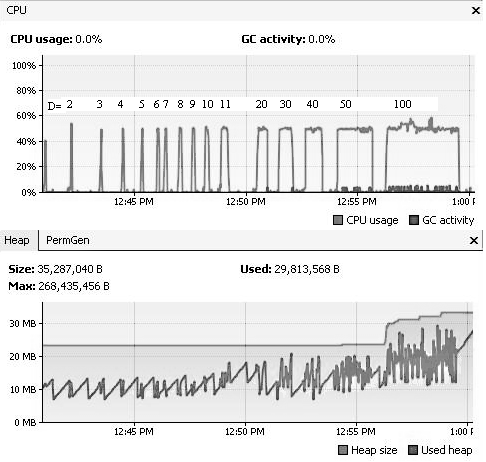 CPU ×
CPU usage: 0.0% GC activity: 0.0%
100%
80%
D= 2 3 4 5 6 7 8 9 10 11 20 30 40 50 100
60%
40%
20%
0%
12:45 PM 12:50 PM 12:55 PM 1:00 F
CPU usage GC activity
Heap PermGen ×
Size: 35,287,040 B Used: 29,813,568 B
Max: 268,435,456 B
30 MB
20 MB
10 MB
0 MB
12:45 PM 12:50 PM 12:55 PM 1:00 F
Heap size Used heap